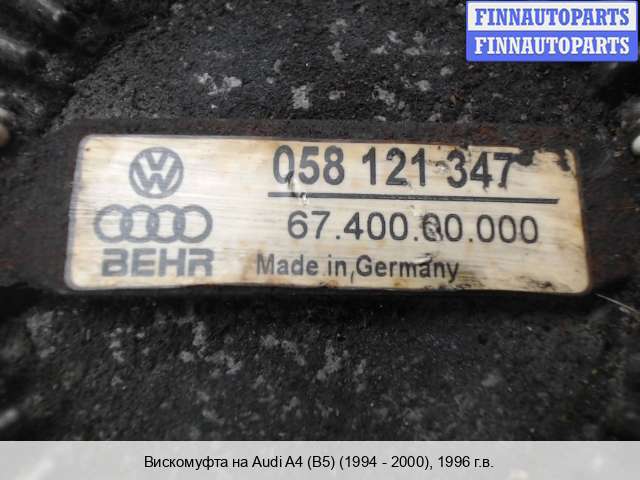 FINNAUTOPARTS
FINNAUTOPARTS
058 121 347
67.400.00.000
BEHR
Made in Germany
Вискомуфта на Audi A4 (B5) (1994 - 2000), 1996 г.в.